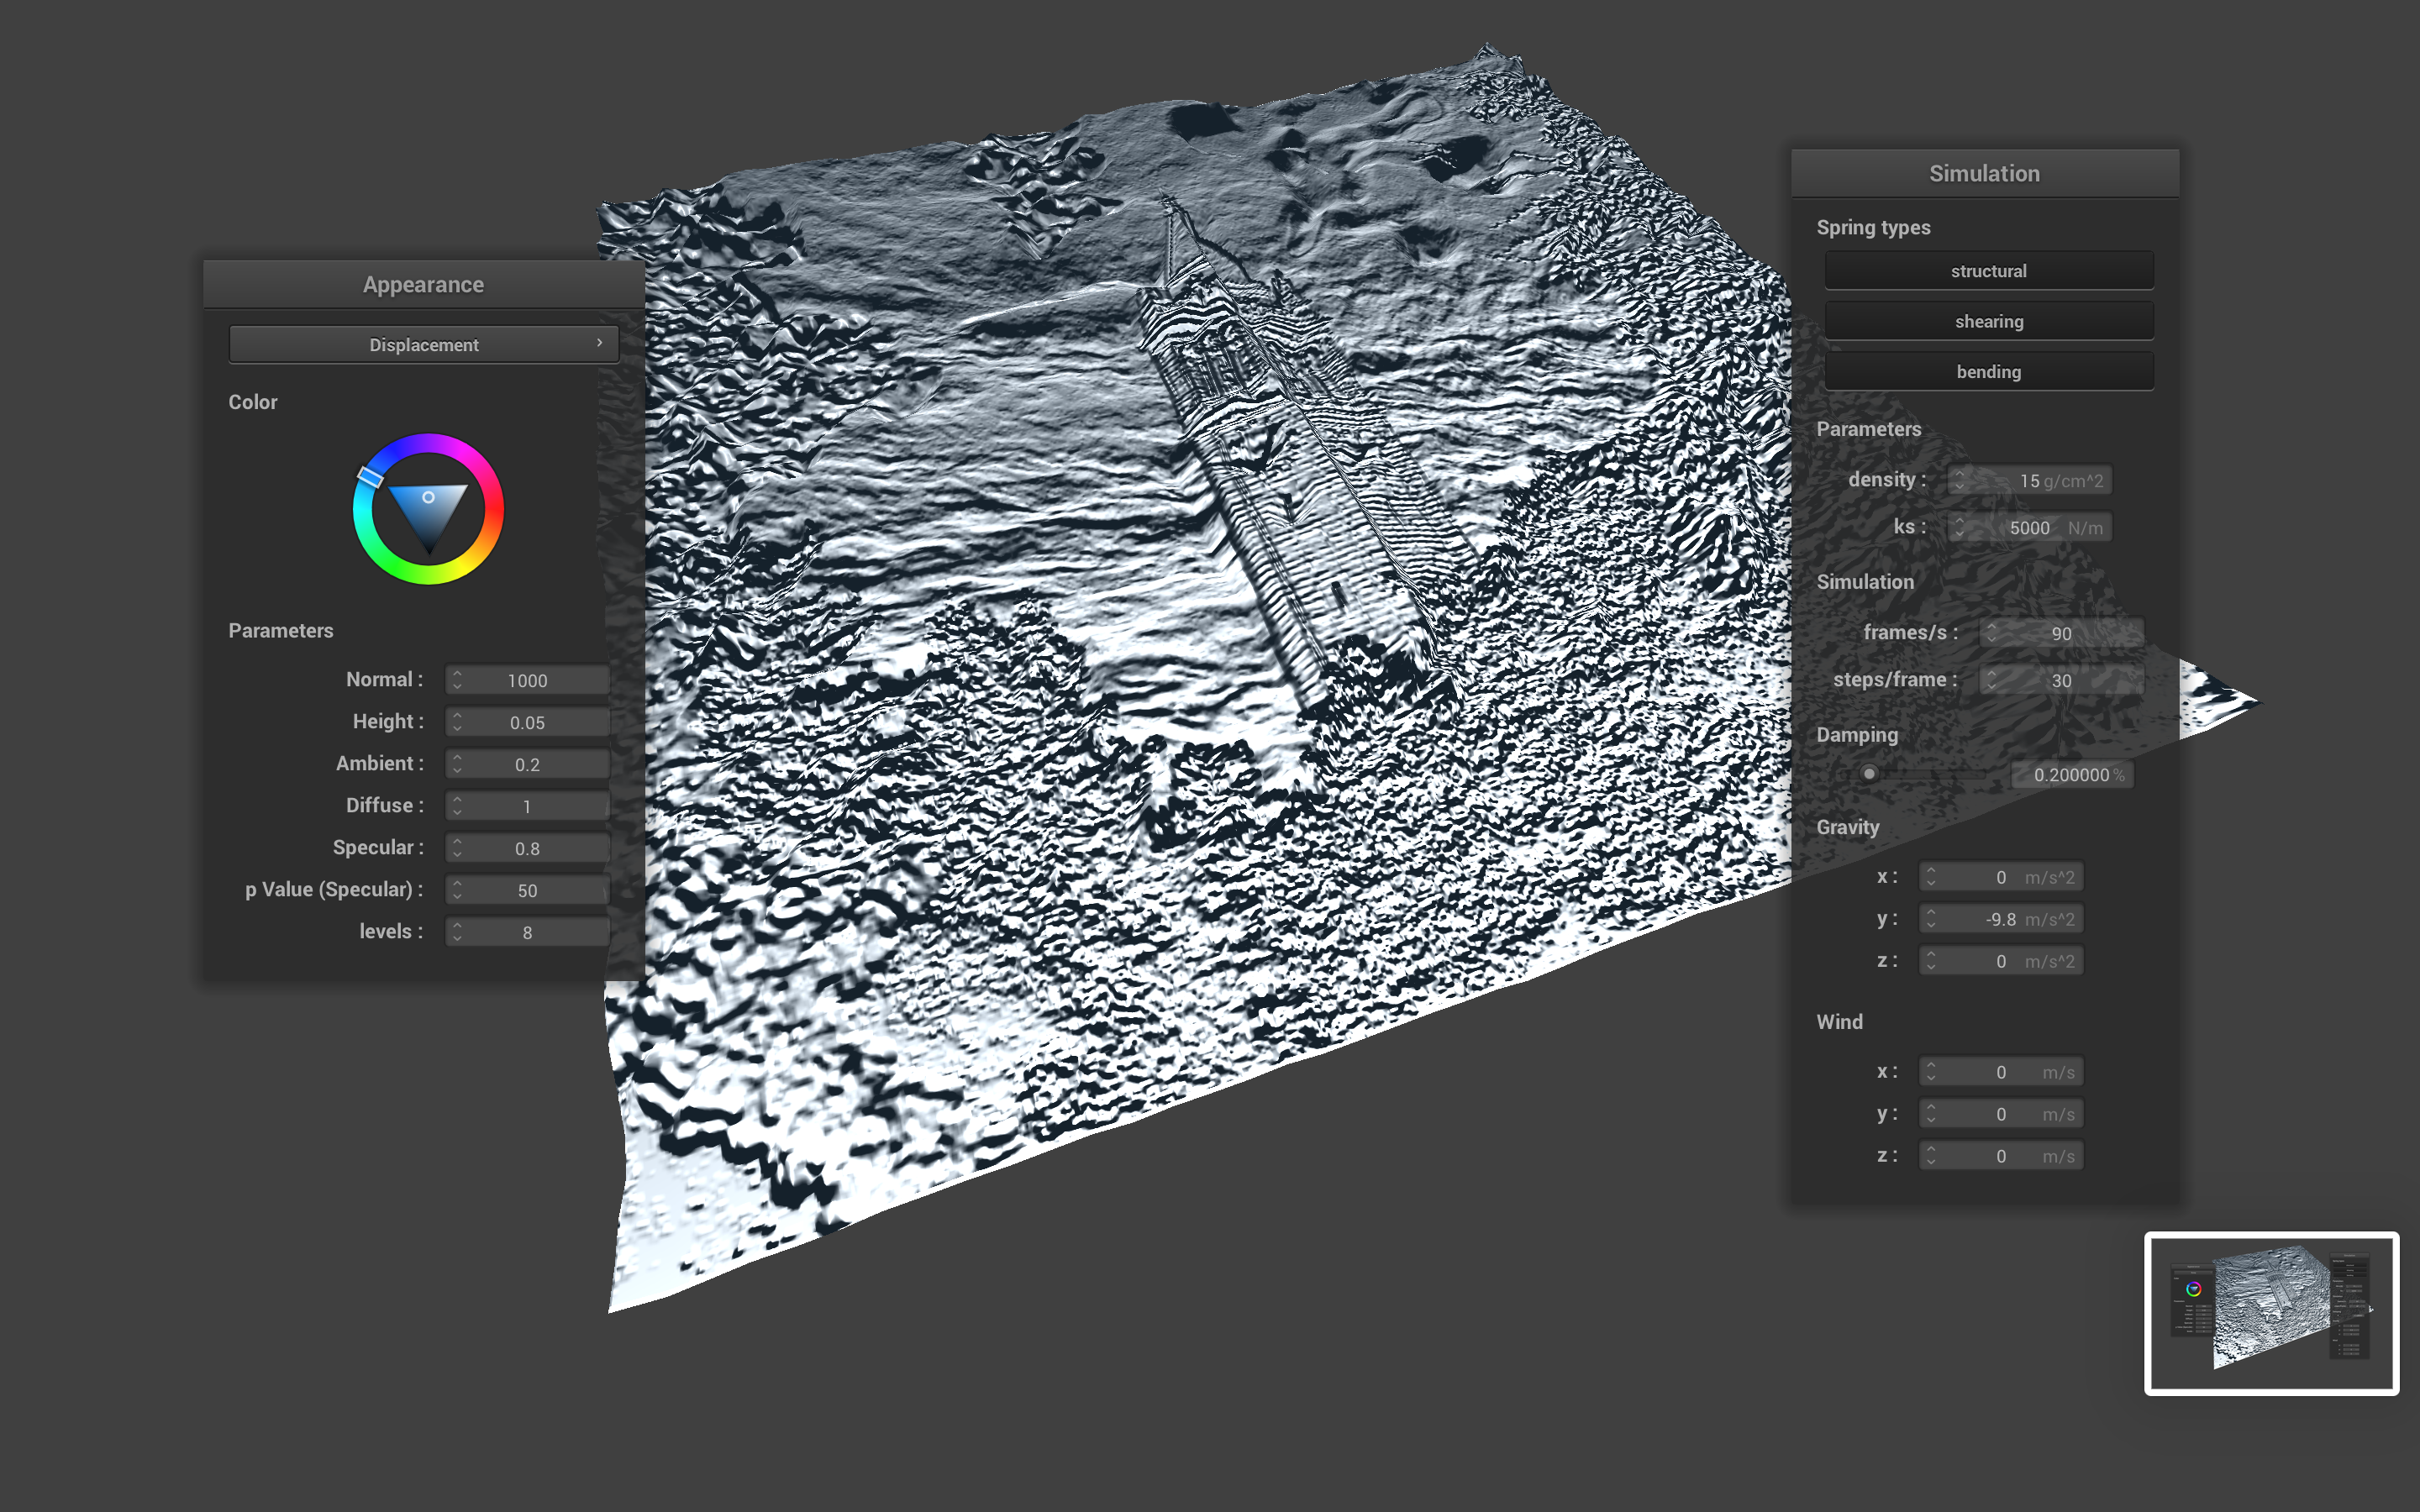 Appearance
Displacement ›
Color
Parameters
Normal : 1000
Height : 0.05
Ambient : 0.2
Diffuse : 1
Specular : 0.8
p Value (Specular) : 50
levels : 8
Simulation
Spring types
structural
shearing
bending
Parameters
density : 15 g/cm^2
ks : 5000 N/m
Simulation
frames/s : 90
steps/frame : 30
Damping
0.200000 %
Gravity
x : 0 m/s^2
y : -9.8 m/s^2
z : 0 m/s^2
Wind
x : 0 m/s
y : 0 m/s
z : 0 m/s